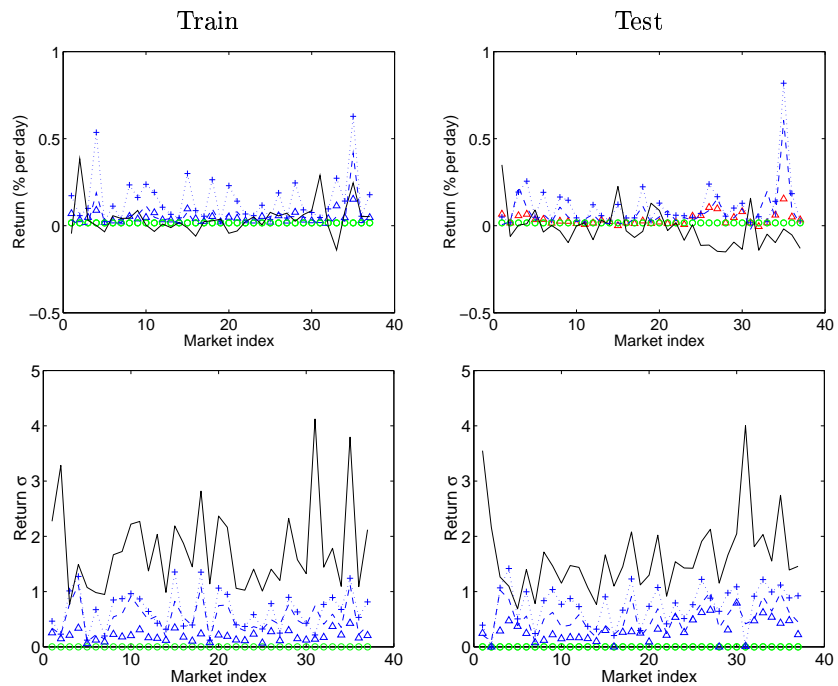 Train Test
1 1
0.5 0.5
0 0
−0.5 −0.5
0 10 20 30 40 0 10 20 30 40
Return (% per day) Return (% per day)
Market index Market index
5 5
4 4
3 3
2 2
1 1
0 0
0 10 20 30 40 0 10 20 30 40
Return σ Return σ
Market index Market index